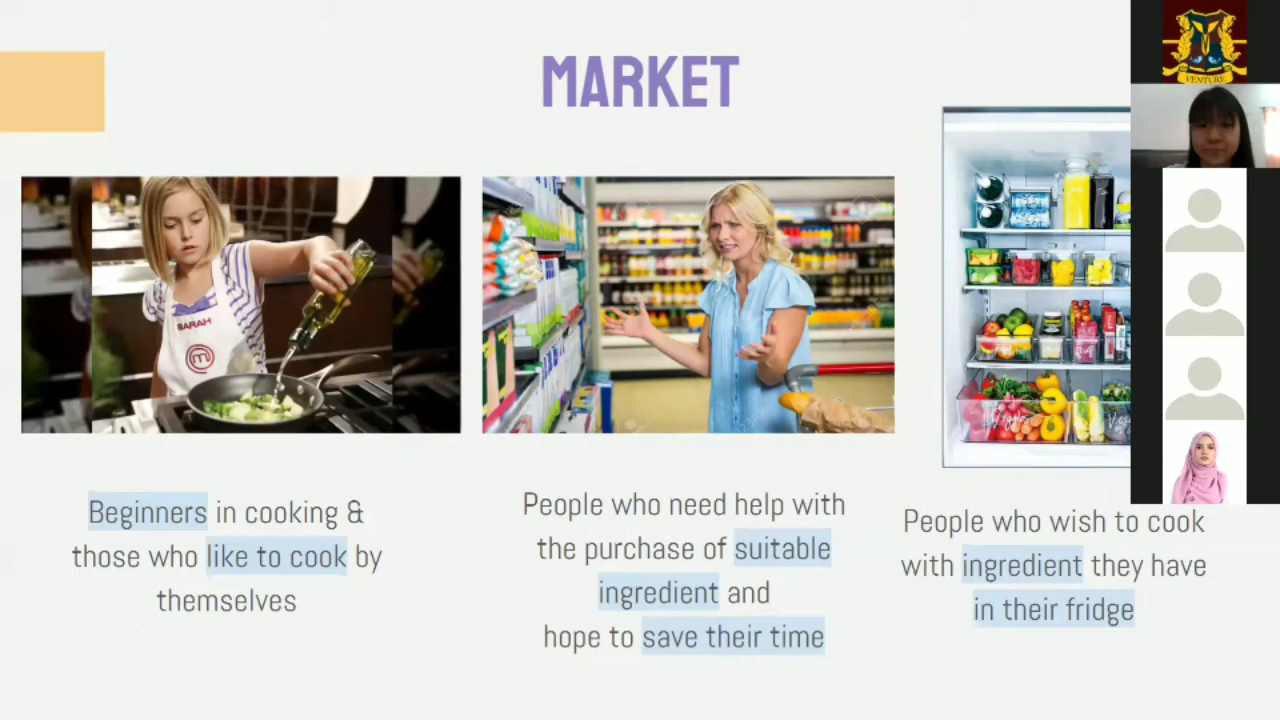 MARKET
VENTURE
SARAH
Beginners in cooking &
those who like to cook by
themselves
People who need help with
the purchase of suitable
ingredient and
hope to save their time
People who wish to cook
with ingredient they have
in their fridge